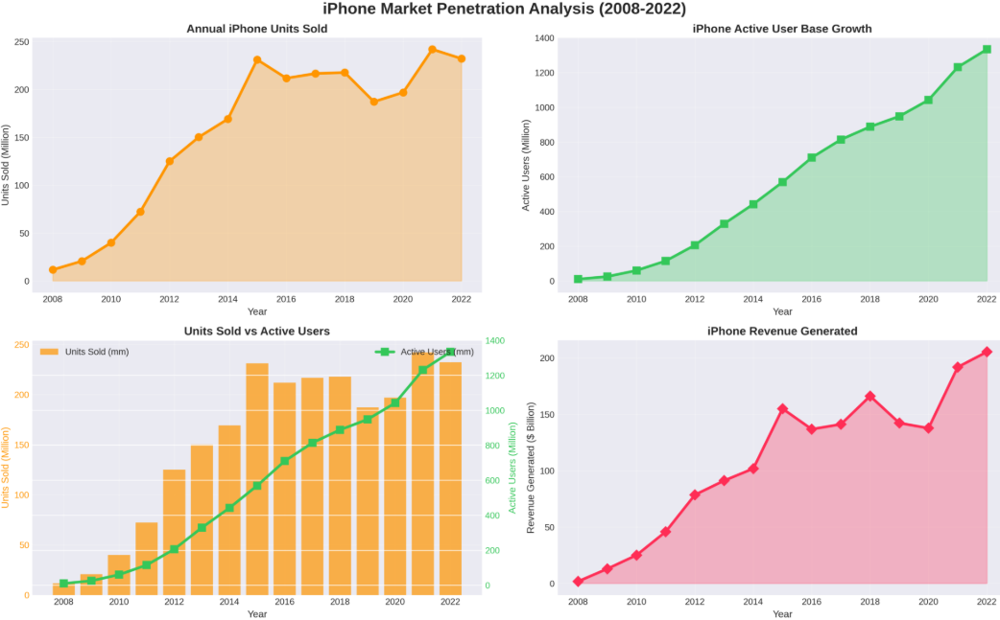 iPhone Market Penetration Analysis (2008-2022)
Annual iPhone Units Sold
Units Sold (Million)
250
200
150
100
50
0
2008 2010 2012 2014 2016 2018 2020 2022
Year
iPhone Active User Base Growth
Active Users (Million)
1400
1200
1000
800
600
400
200
0
2008 2010 2012 2014 2016 2018 2020 2022
Year
Units Sold vs Active Users
Units Sold (mm)
Active Users (mm)
Units Sold (Million)
250
200
150
100
50
0
1400
1200
1000
800
600
400
200
0
Active Users (Million)
2008 2010 2012 2014 2016 2018 2020 2022
Year
iPhone Revenue Generated
Revenue Generated ($ Billion)
200
150
100
50
0
2008 2010 2012 2014 2016 2018 2020 2022
Year